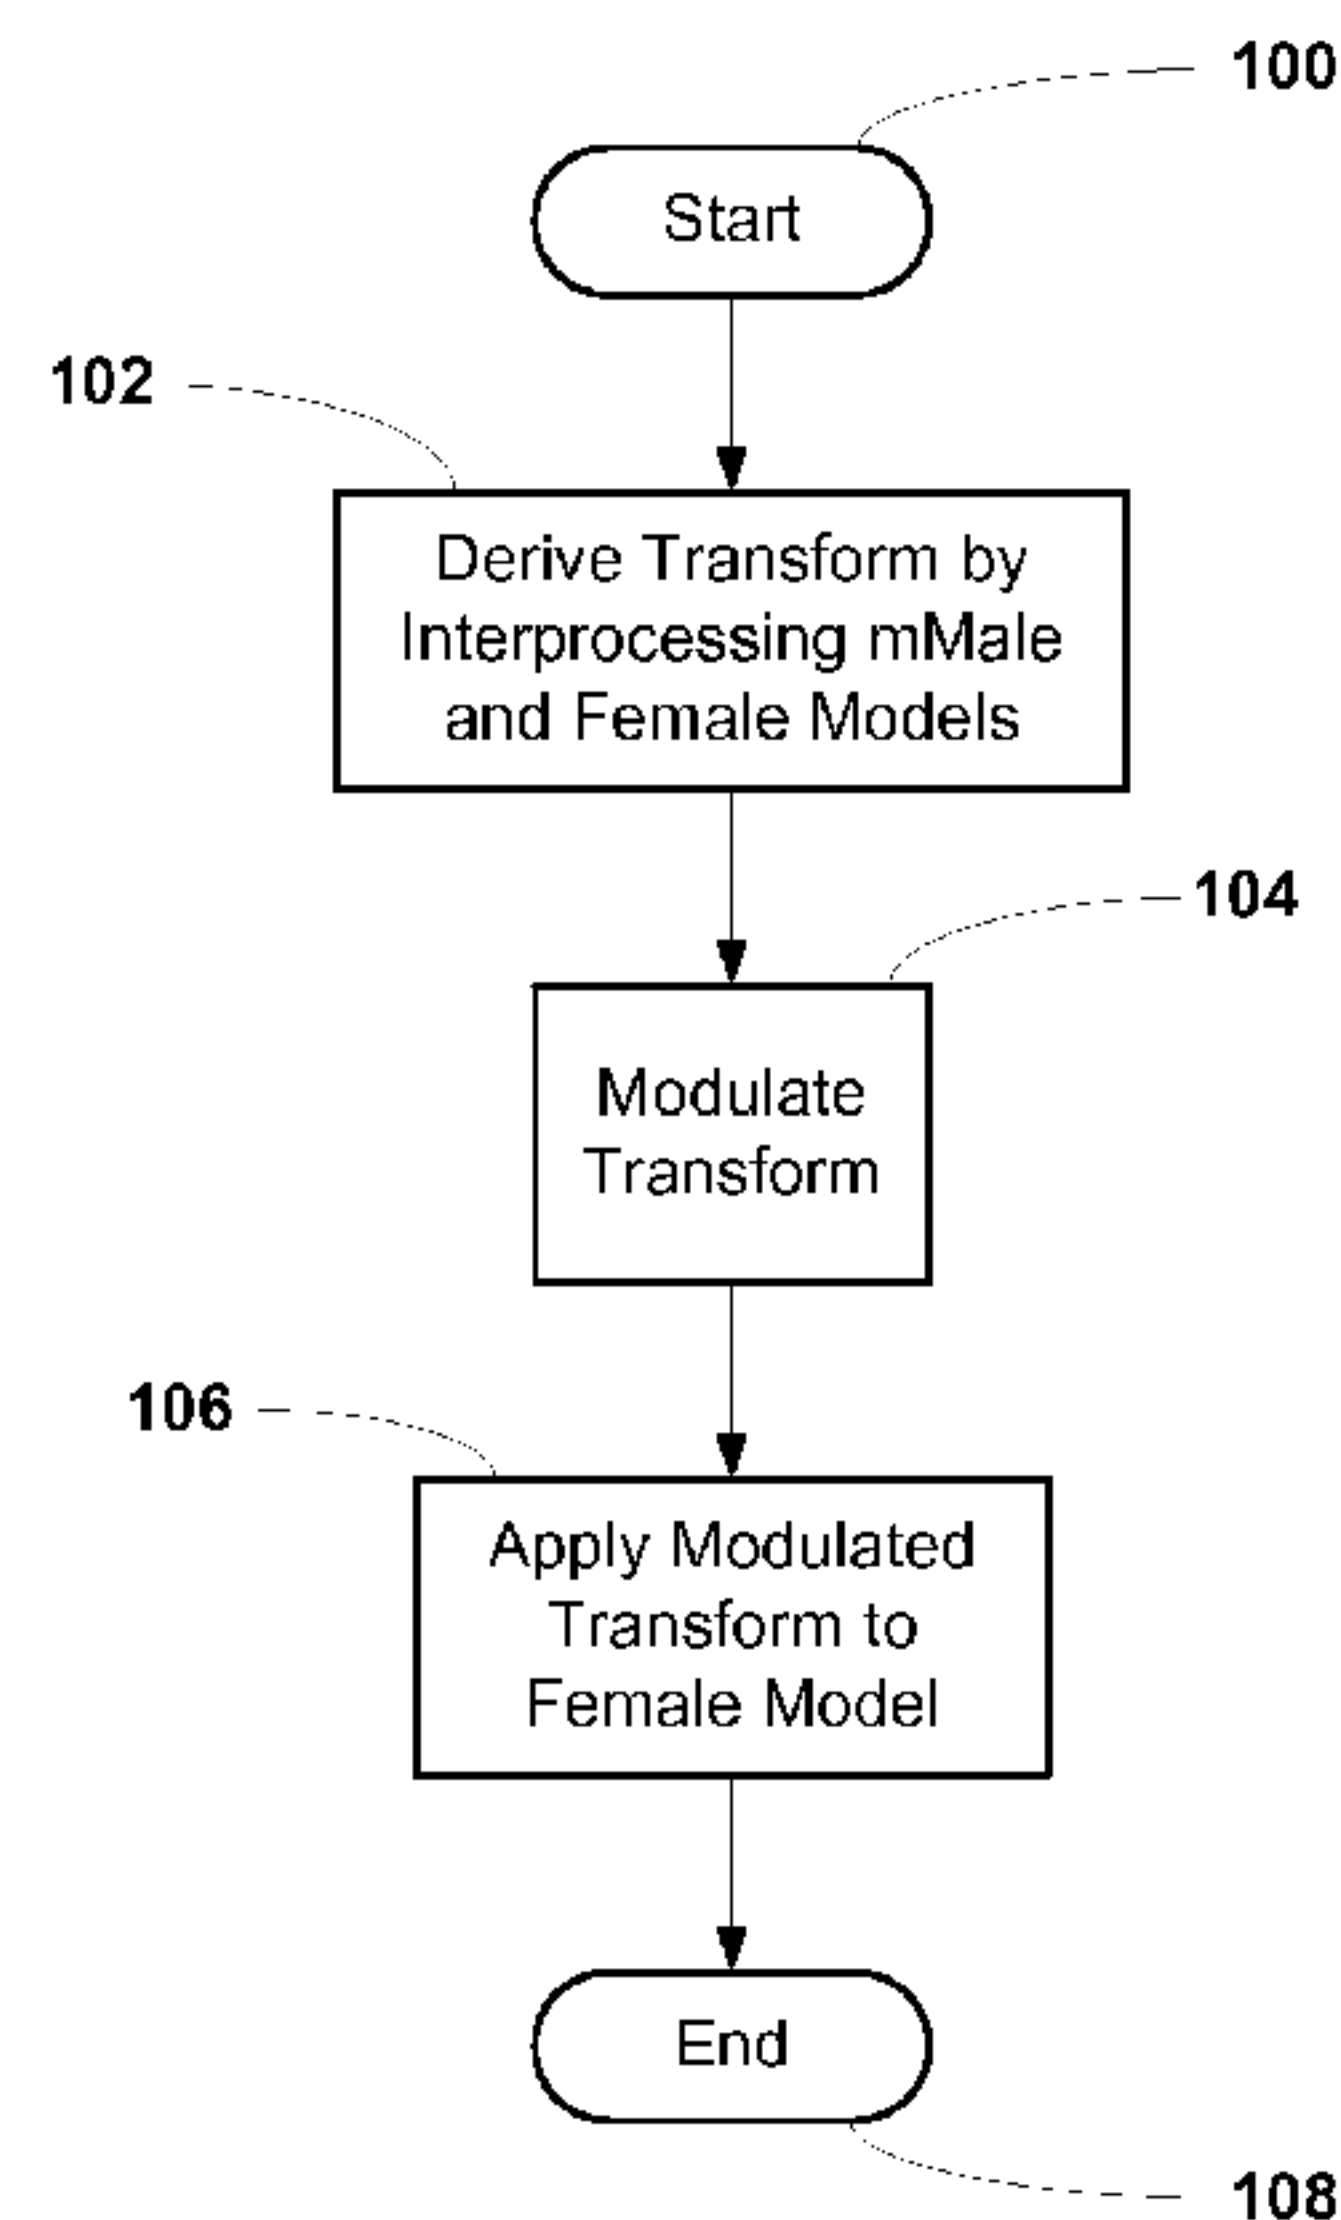 100
Start
102
Derive Transform by
Interprocessing mMale
and Female Models
104
Modulate
Transform
106
Apply Modulated
Transform to
Female Model
End
108